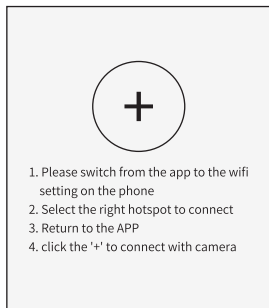 1. Please switch from the app to the wifi
setting on the phone
2. Select the right hotspot to connect
3. Return to the APP
4. click the '+' to connect with camera